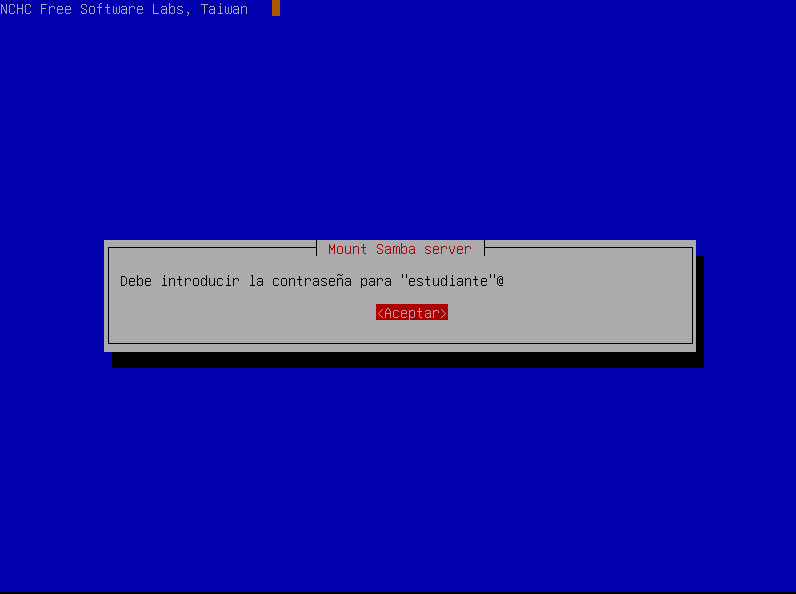 NCHC Free Software Labs, Taiwan
Mount Samba server
Debe introducir la contraseña para "estudiante"@
<Aceptar>